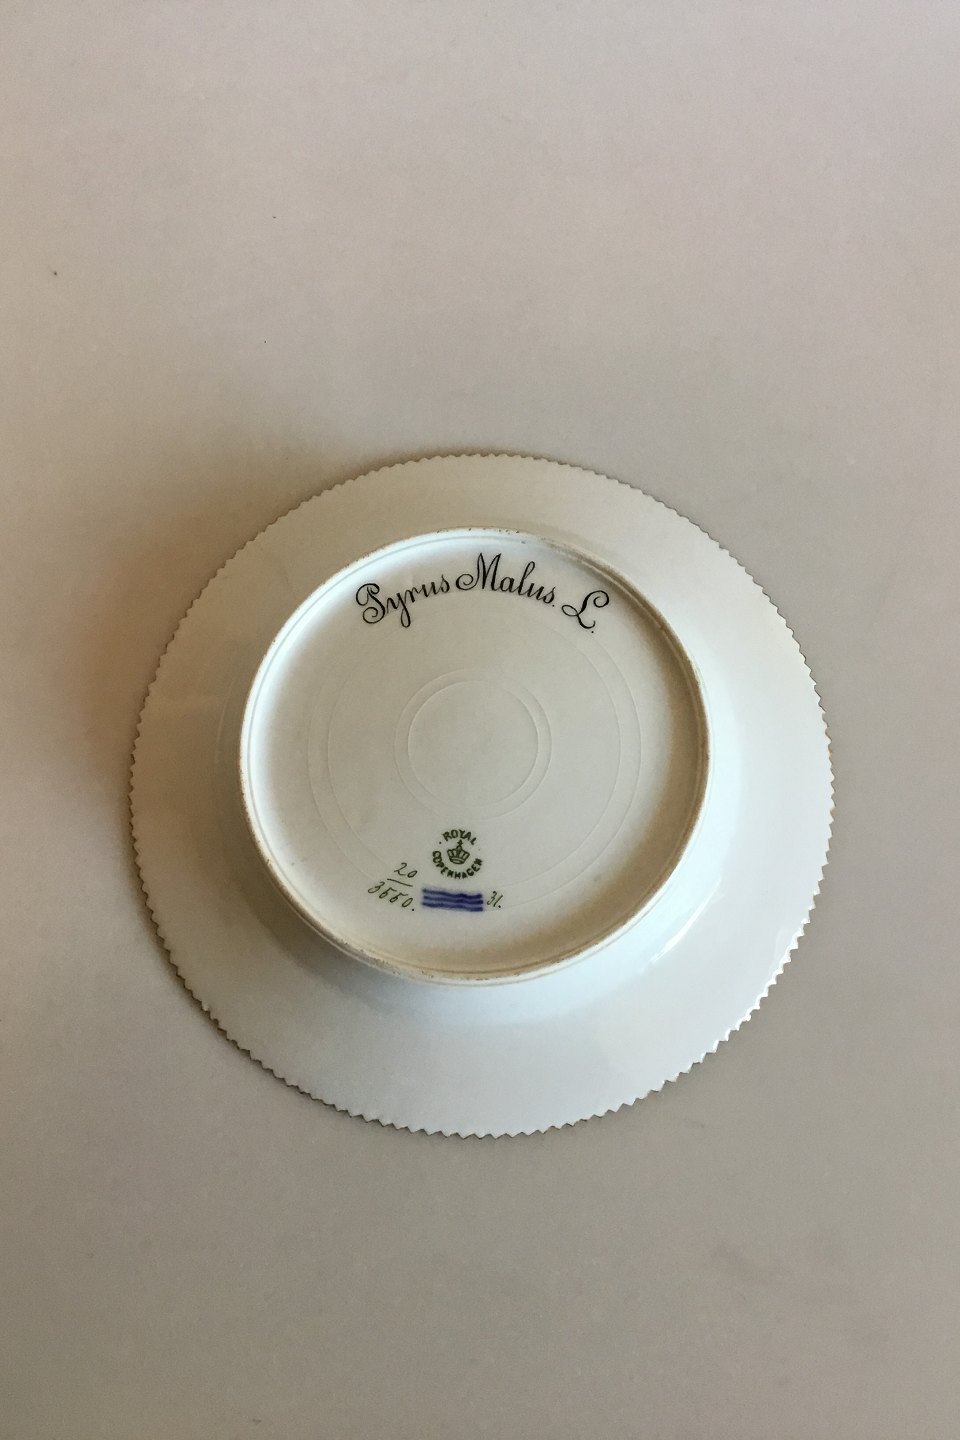 Pyrus Malus. L.
· ROYAL ·
COPENHAGEN
20
3550. 31.